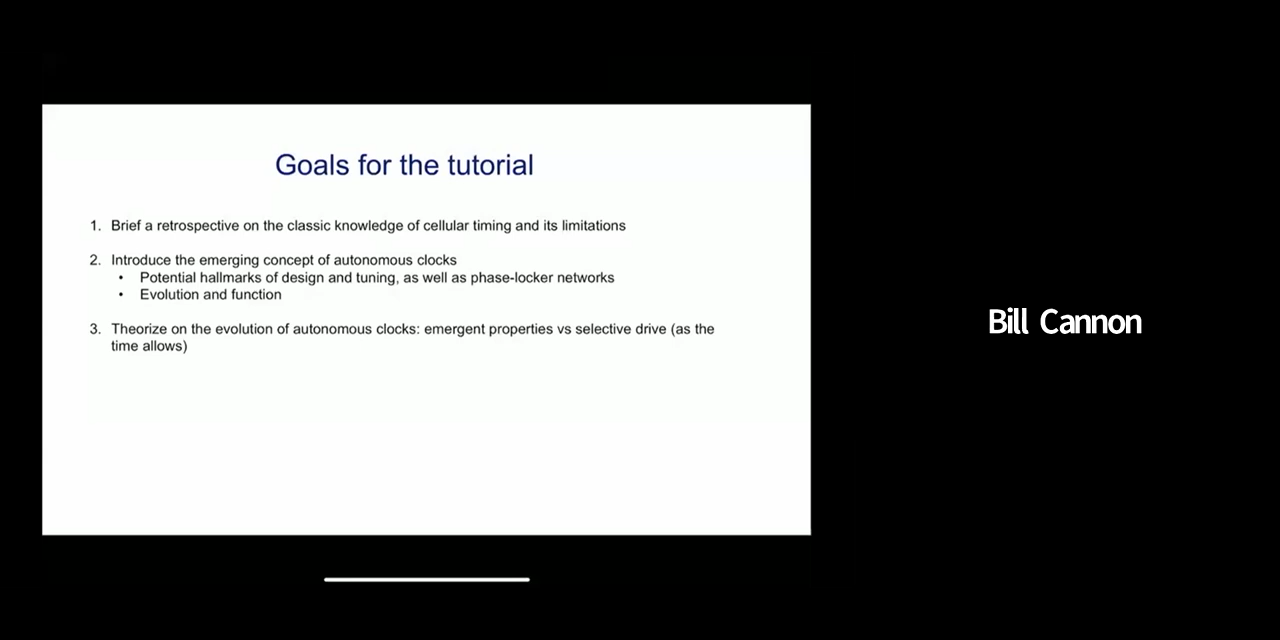 Goals for the tutorial
1. Brief a retrospective on the classic knowledge of cellular timing and its limitations
2. Introduce the emerging concept of autonomous clocks
• Potential hallmarks of design and tuning, as well as phase-locker networks
• Evolution and function
3. Theorize on the evolution of autonomous clocks: emergent properties vs selective drive (as the
time allows)
Bill Cannon